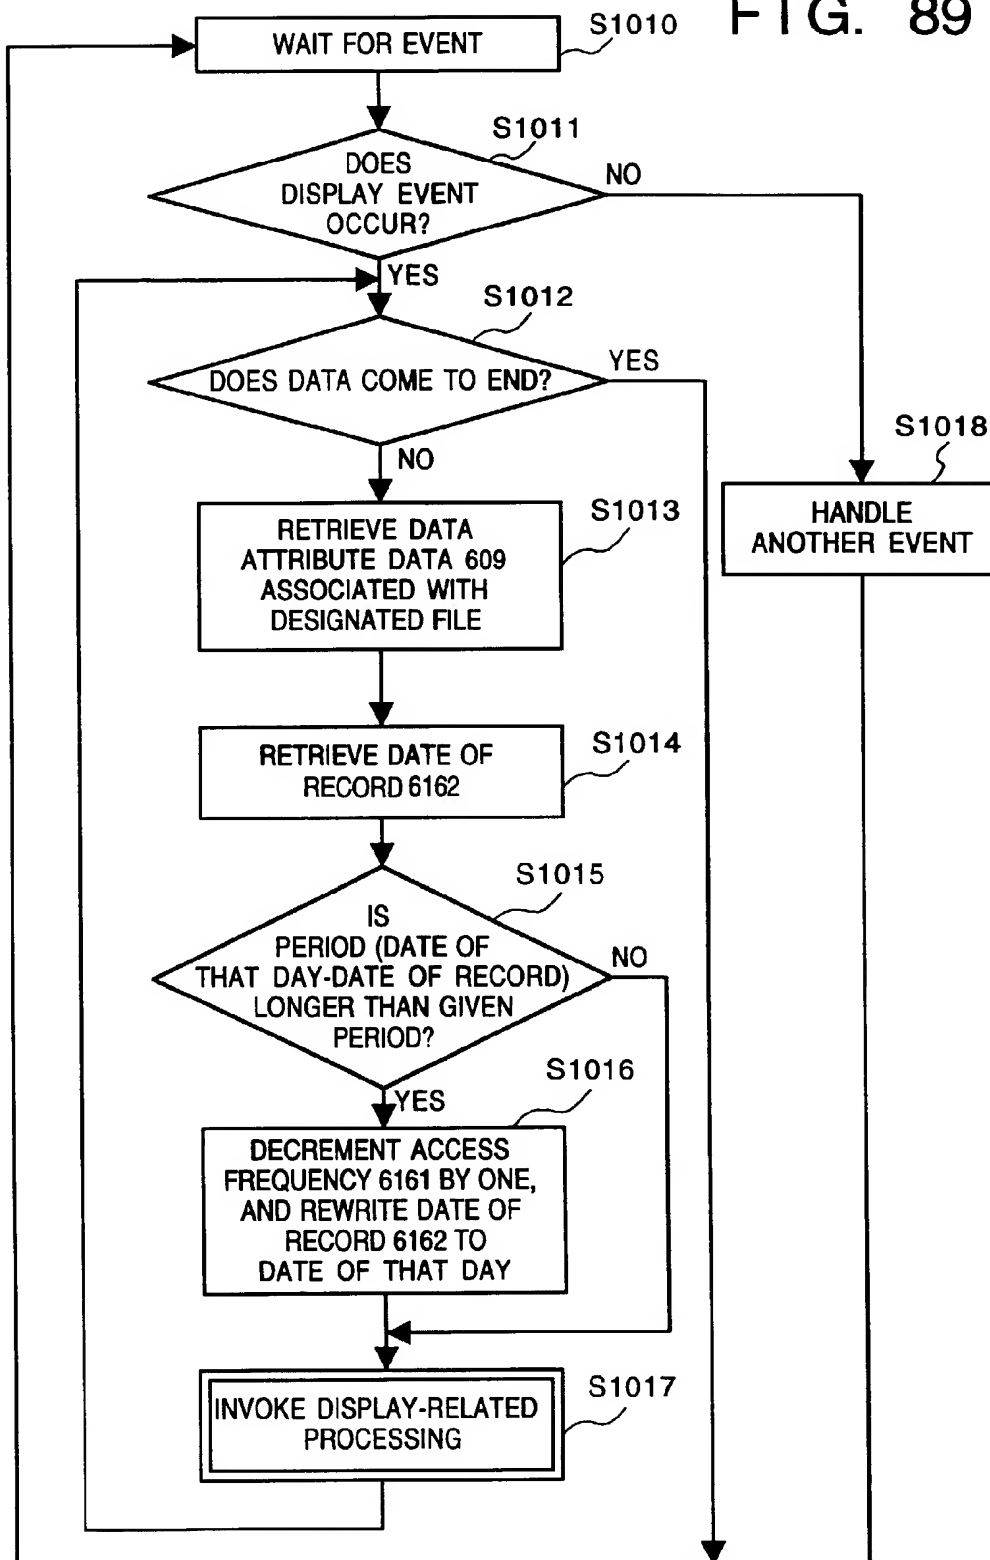 FIG. 89
WAIT FOR EVENT
S1010
S1011
DOES
DISPLAY EVENT
OCCUR?
NO
YES
S1012
DOES DATA COME TO END?
YES
NO
S1018
HANDLE
ANOTHER EVENT
S1013
RETRIEVE DATA
ATTRIBUTE DATA 609
ASSOCIATED WITH
DESIGNATED FILE
S1014
RETRIEVE DATE OF
RECORD 6162
S1015
IS
PERIOD (DATE OF
THAT DAY-DATE OF RECORD)
LONGER THAN GIVEN
PERIOD?
NO
YES
S1016
DECREMENT ACCESS
FREQUENCY 6161 BY ONE,
AND REWRITE DATE OF
RECORD 6162 TO
DATE OF THAT DAY
S1017
INVOKE DISPLAY-RELATED
PROCESSING